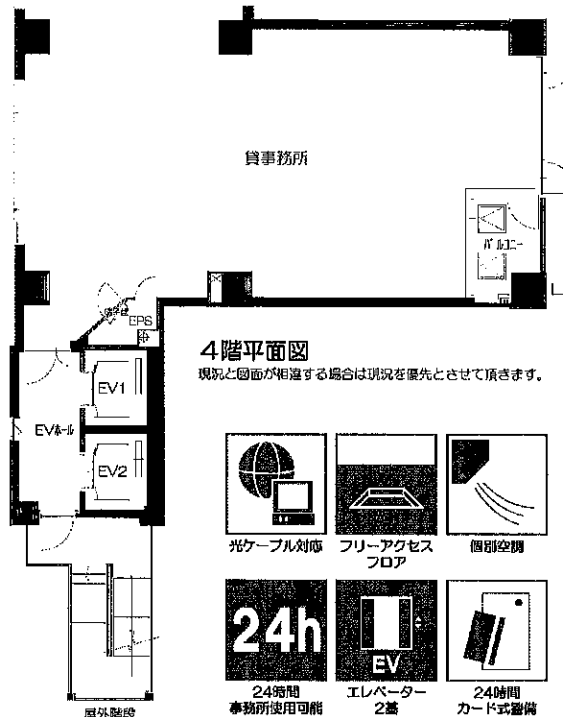 貸事務所
バルコニー
EPS
4階平面図
現況と図面が相違する場合は現況を優先とさせて頂きます。
EV1
EVホール
EV2
光ケーブル対応
フリーアクセス
フロア
個別空調
24h
EV
24時間
事務所使用可能
エレベーター
2基
24時間
カード式警備
屋外階段